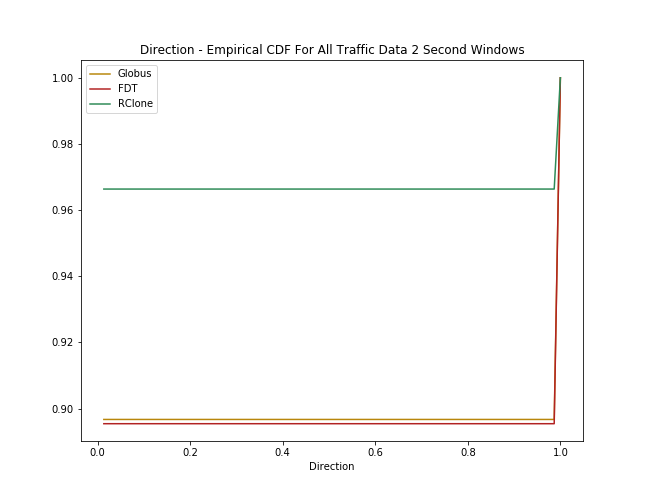 Direction - Empirical CDF For All Traffic Data 2 Second Windows
Globus
FDT
RClone
1.00
0.98
0.96
0.94
0.92
0.90
0.0 0.2 0.4 0.6 0.8 1.0
Direction